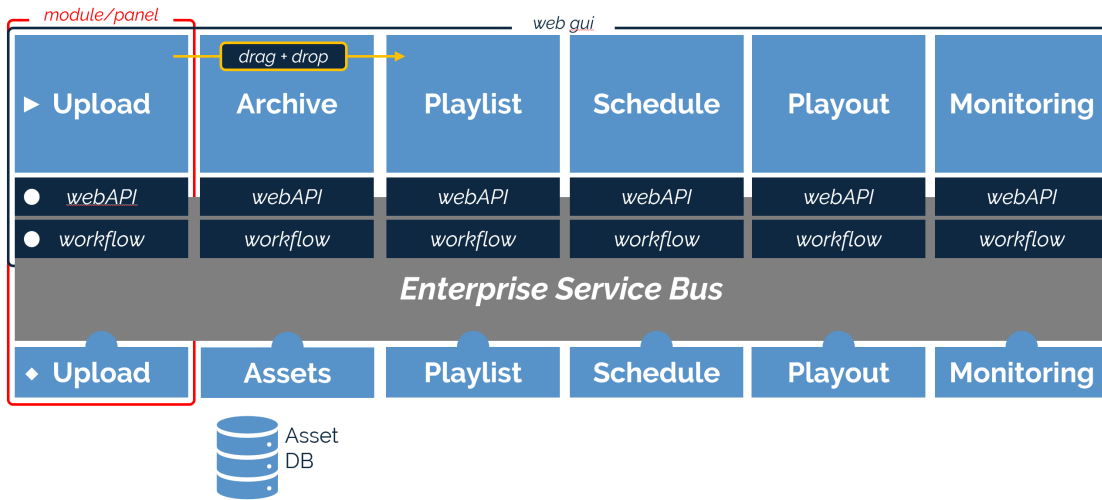 module/panel
web gui
drag + drop
Upload
Archive
Playlist
Schedule
Playout
Monitoring
webAPI
webAPI
webAPI
webAPI
webAPI
webAPI
workflow
workflow
workflow
workflow
workflow
workflow
Enterprise Service Bus
Upload
Assets
Playlist
Schedule
Playout
Monitoring
Asset
DB